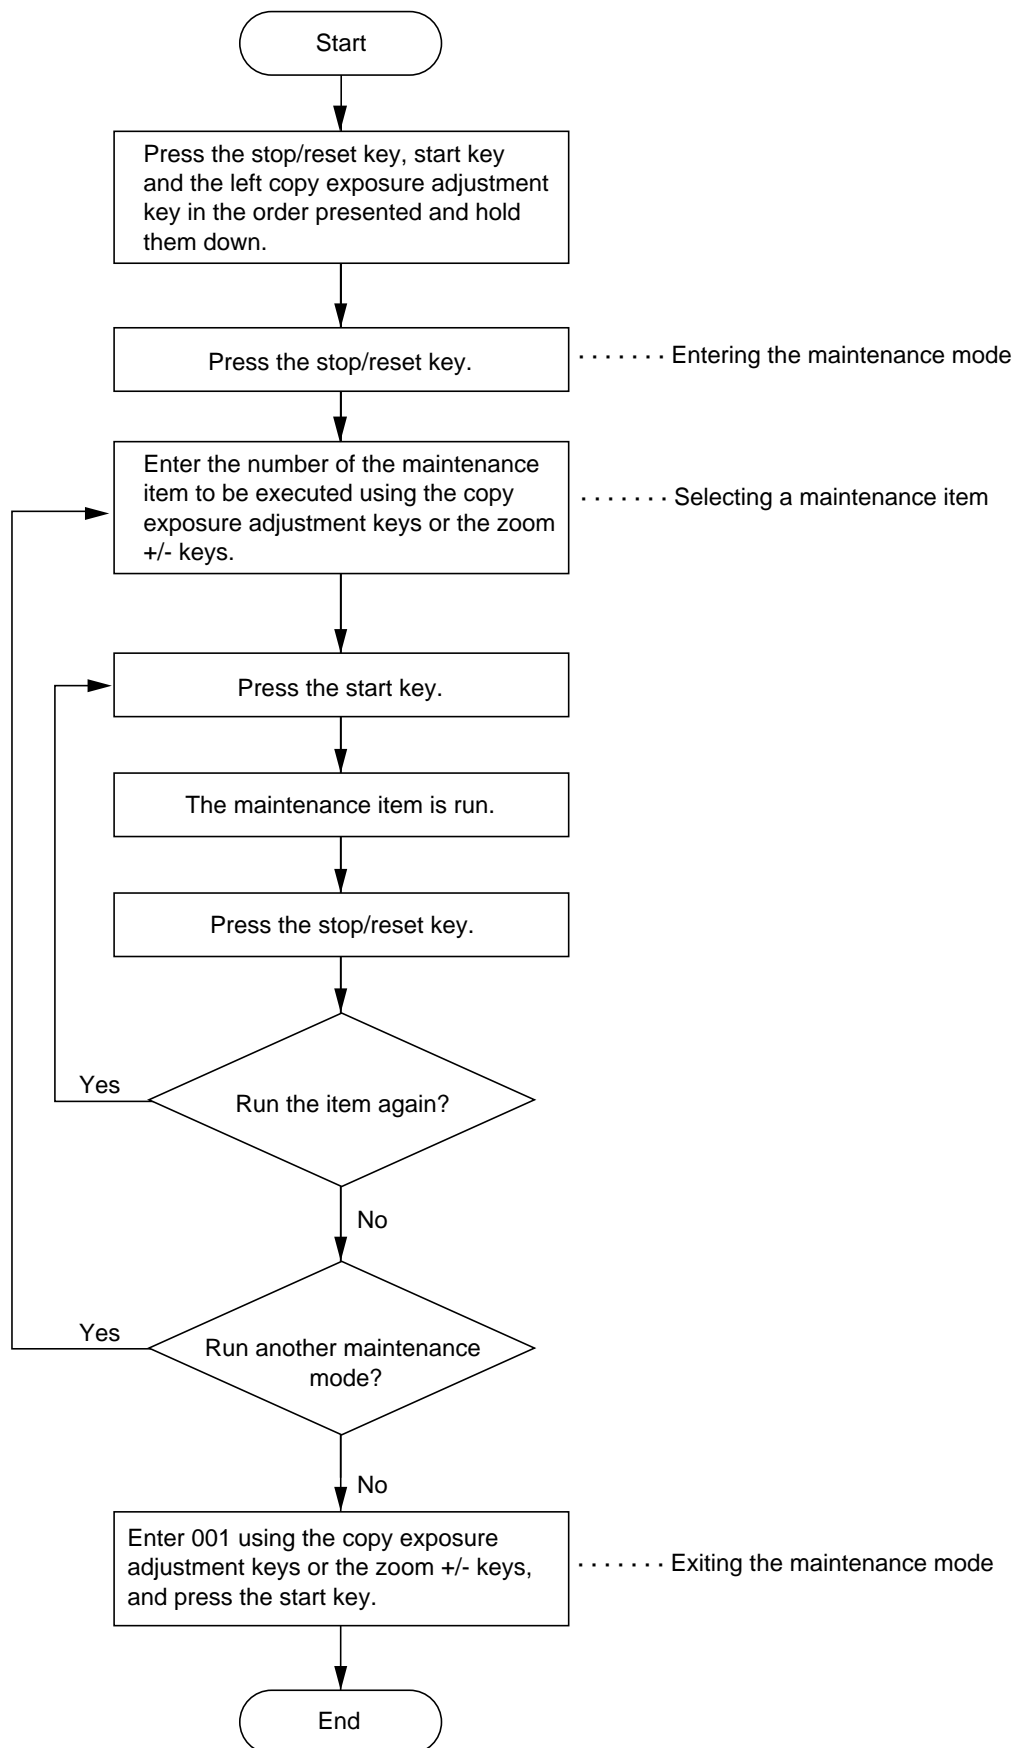 Start
Press the stop/reset key, start key
and the left copy exposure adjustment
key in the order presented and hold
them down.
Press the stop/reset key.
· · · · · · · Entering the maintenance mode
Enter the number of the maintenance
item to be executed using the copy
exposure adjustment keys or the zoom
+/- keys.
· · · · · · · Selecting a maintenance item
Press the start key.
The maintenance item is run.
Press the stop/reset key.
Yes
Run the item again?
No
Yes
Run another maintenance
mode?
No
Enter 001 using the copy exposure
adjustment keys or the zoom +/- keys,
and press the start key.
· · · · · · · Exiting the maintenance mode
End